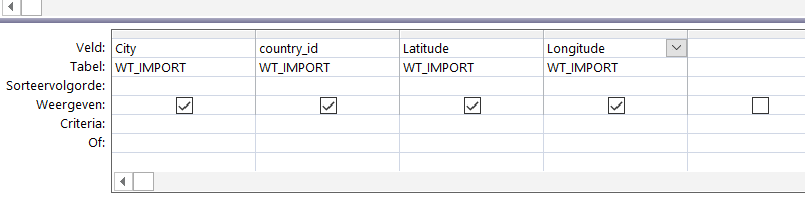 Veld: City country_id Latitude Longitude
Tabel: WT_IMPORT WT_IMPORT WT_IMPORT WT_IMPORT
Sorteervolgorde:
Weergeven:
Criteria:
Of: